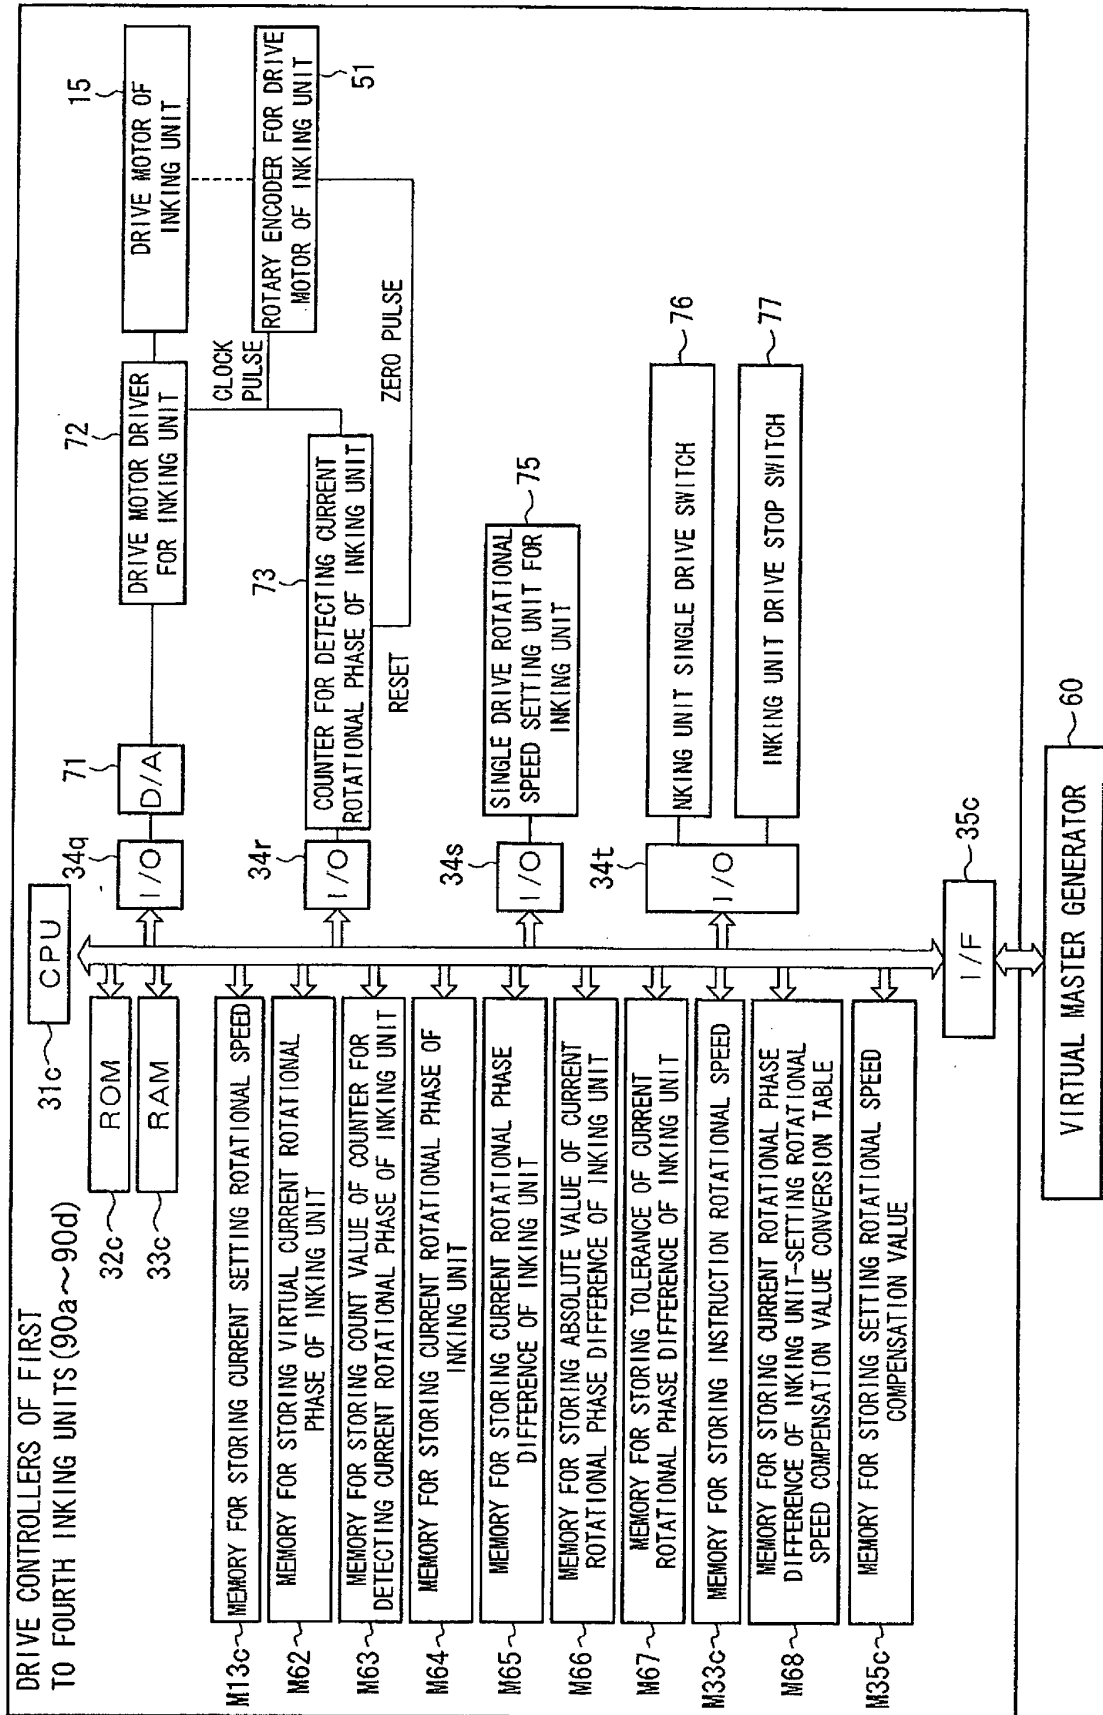 DRIVE CONTROLLERS OF FIRST
TO FOURTH INKING UNITS(90a~90d)
31c
CPU
32c
ROM
33c
RAM
M13c
MEMORY FOR STORING CURRENT SETTING ROTATIONAL SPEED
M62
MEMORY FOR STORING VIRTUAL CURRENT ROTATIONAL
PHASE OF INKING UNIT
M63
MEMORY FOR STORING COUNT VALUE OF COUNTER FOR
DETECTING CURRENT ROTATIONAL PHASE OF INKING UNIT
M64
MEMORY FOR STORING CURRENT ROTATIONAL PHASE OF
INKING UNIT
M65
MEMORY FOR STORING CURRENT ROTATIONAL PHASE
DIFFERENCE OF INKING UNIT
M66
MEMORY FOR STORING ABSOLUTE VALUE OF CURRENT
ROTATIONAL PHASE DIFFERENCE OF INKING UNIT
M67
MEMORY FOR STORING TOLERANCE OF CURRENT
ROTATIONAL PHASE DIFFERENCE OF INKING UNIT
M33c
MEMORY FOR STORING INSTRUCTION ROTATIONAL SPEED
M68
MEMORY FOR STORING CURRENT ROTATIONAL PHASE
DIFFERENCE OF INKING UNIT-SETTING ROTATIONAL
SPEED COMPENSATION VALUE CONVERSION TABLE
M35c
MEMORY FOR STORING SETTING ROTATIONAL SPEED
COMPENSATION VALUE
34q
I/O
71
D/A
72
DRIVE MOTOR DRIVER
FOR INKING UNIT
15
DRIVE MOTOR OF
INKING UNIT
CLOCK
PULSE
ROTARY ENCODER FOR DRIVE
MOTOR OF INKING UNIT
51
34r
I/O
73
COUNTER FOR DETECTING CURRENT
ROTATIONAL PHASE OF INKING UNIT
RESET
ZERO PULSE
34s
I/O
SINGLE DRIVE ROTATIONAL
SPEED SETTING UNIT FOR
INKING UNIT
75
34t
I/O
NKING UNIT SINGLE DRIVE SWITCH
76
INKING UNIT DRIVE STOP SWITCH
77
I/F
35c
VIRTUAL MASTER GENERATOR
60